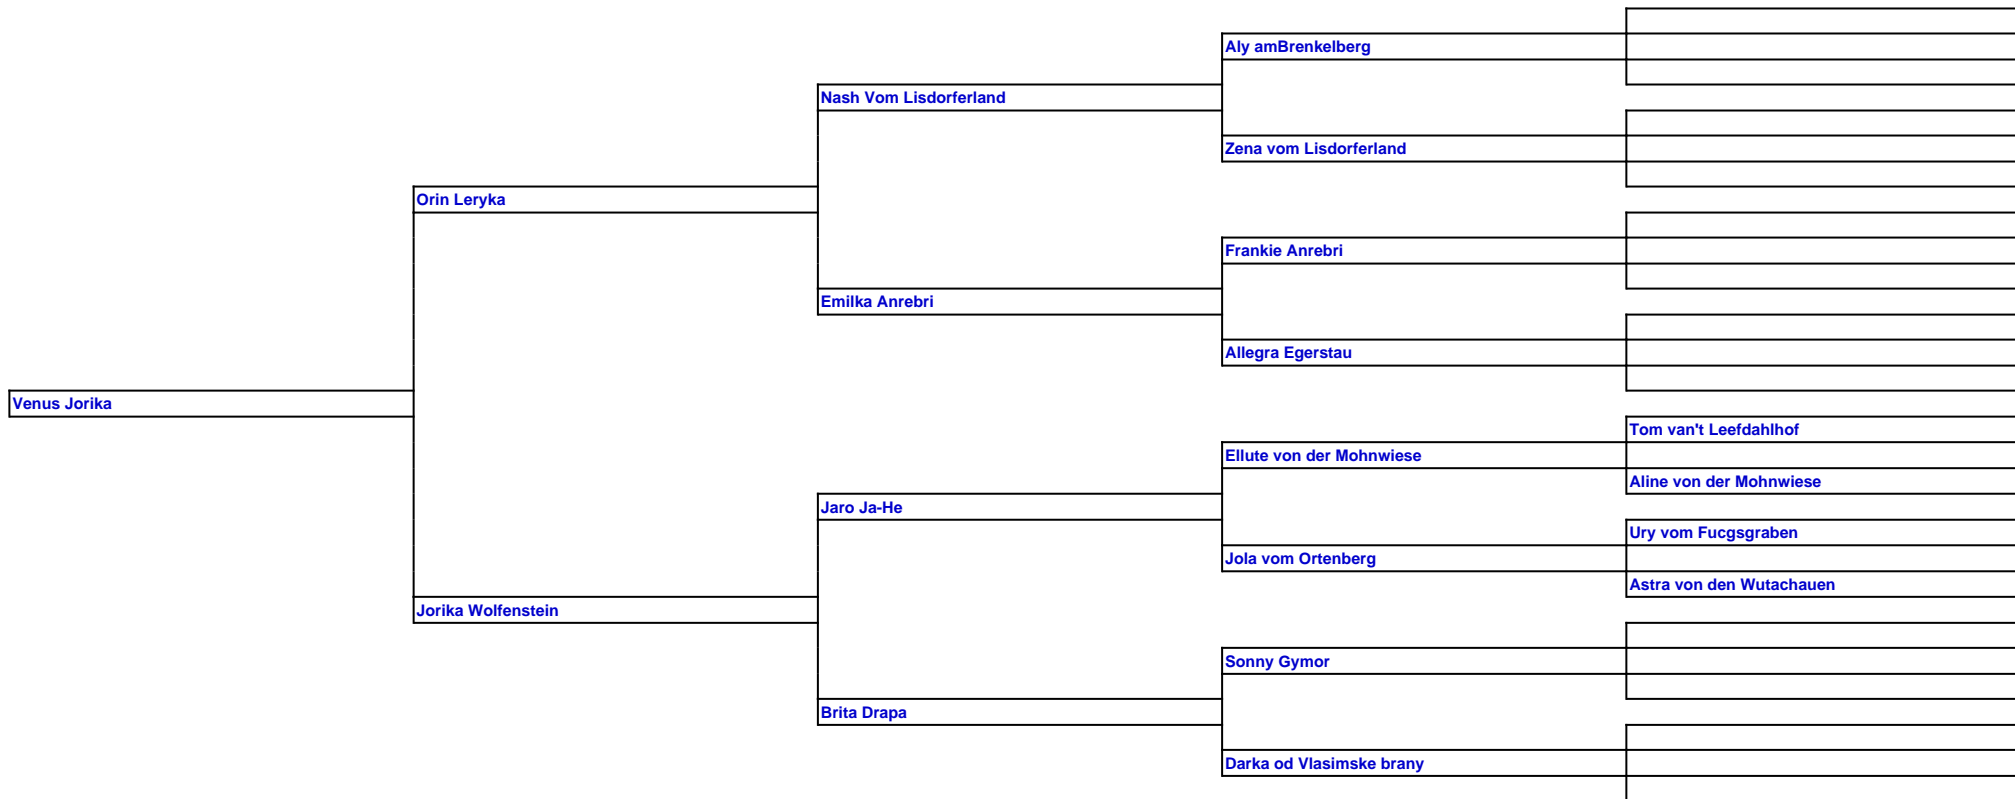 Aly amBrenkelberg
Nash Vom Lisdorferland
Zena vom Lisdorferland
Orin Leryka
Frankie Anrebri
Emilka Anrebri
Allegra Egerstau
Venus Jorika
Tom van't Leefdahlhof
Ellute von der Mohnwiese
Aline von der Mohnwiese
Jaro Ja-He
Ury vom Fucgsgraben
Jola vom Ortenberg
Astra von den Wutachauen
Jorika Wolfenstein
Sonny Gymor
Brita Drapa
Darka od Vlasimske brany